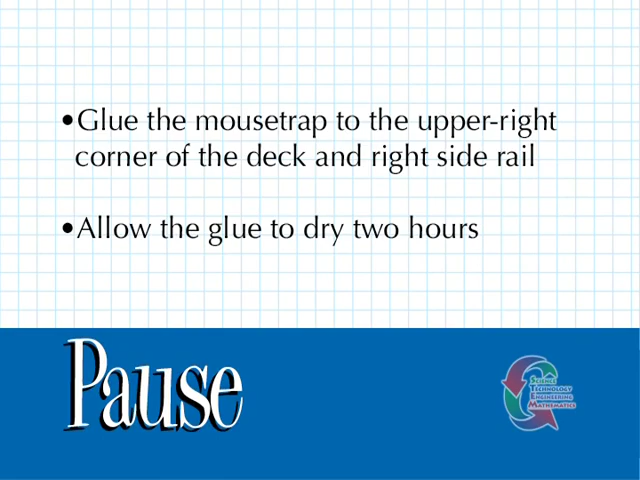 •Glue the mousetrap to the upper-right
corner of the deck and right side rail
•Allow the glue to dry two hours
Pause
Science
Technology
Engineering
Mathematics